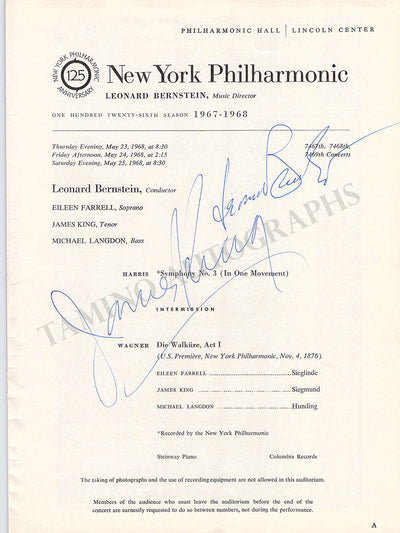 PHILHARMONIC HALL | LINCOLN CENTER
NEW YORK PHILHARMONIC
125
ANNIVERSARY
New York Philharmonic
LEONARD BERNSTEIN, Music Director
ONE HUNDRED TWENTY-SIXTH SEASON 1967-1968
Thursday Evening, May 23, 1968, at 8:30 7467th, 7468th,
Friday Afternoon, May 24, 1968, at 2:15 7469th Concerts
Saturday Evening, May 25, 1968, at 8:30
Leonard Bernstein, Conductor
EILEEN FARRELL, Soprano
JAMES KING, Tenor
MICHAEL LANGDON, Bass
Leonard Bernstein
James King
TAMINO AUTOGRAPHS
HARRIS *Symphony No. 3 (In One Movement)
INTERMISSION
WAGNER Die Walküre, Act I
(U.S. Première, New York Philharmonic, Nov. 4, 1876)
EILEEN FARRELL Sieglinde
JAMES KING Siegmund
MICHAEL LANGDON Hunding
*Recorded by the New York Philharmonic
Steinway Piano Columbia Records
The taking of photographs and the use of recording equipment are not allowed in this auditorium.
Members of the audience who must leave the auditorium before the end of the
concert are earnestly requested to do so between numbers, not during the performance.
A